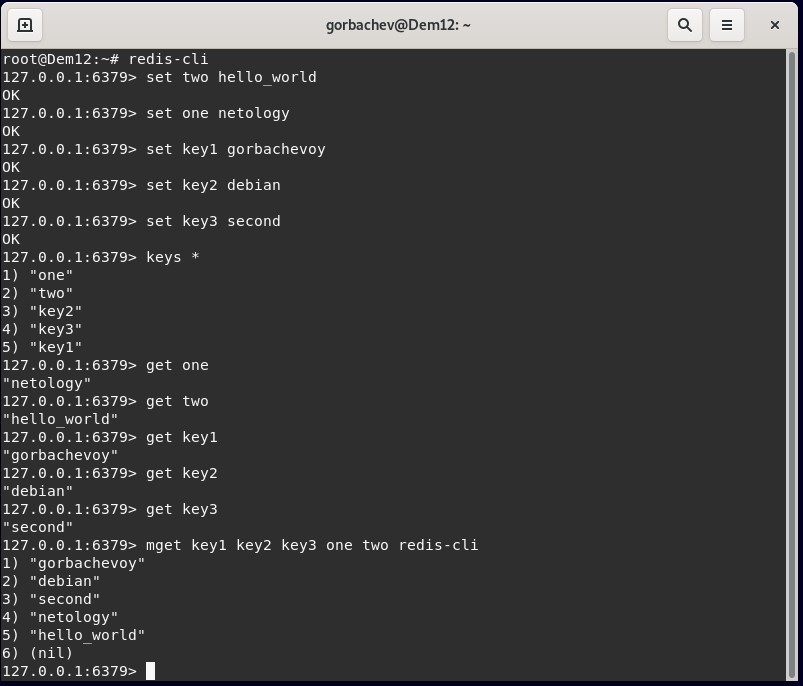 gorbachev@Dem12: ~
root@Dem12:~# redis-cli
127.0.0.1:6379> set two hello_world
OK
127.0.0.1:6379> set one netology
OK
127.0.0.1:6379> set key1 gorbachevoy
OK
127.0.0.1:6379> set key2 debian
OK
127.0.0.1:6379> set key3 second
OK
127.0.0.1:6379> keys *
1) "one"
2) "two"
3) "key2"
4) "key3"
5) "key1"
127.0.0.1:6379> get one
"netology"
127.0.0.1:6379> get two
"hello_world"
127.0.0.1:6379> get key1
"gorbachevoy"
127.0.0.1:6379> get key2
"debian"
127.0.0.1:6379> get key3
"second"
127.0.0.1:6379> mget key1 key2 key3 one two redis-cli
1) "gorbachevoy"
2) "debian"
3) "second"
4) "netology"
5) "hello_world"
6) (nil)
127.0.0.1:6379>